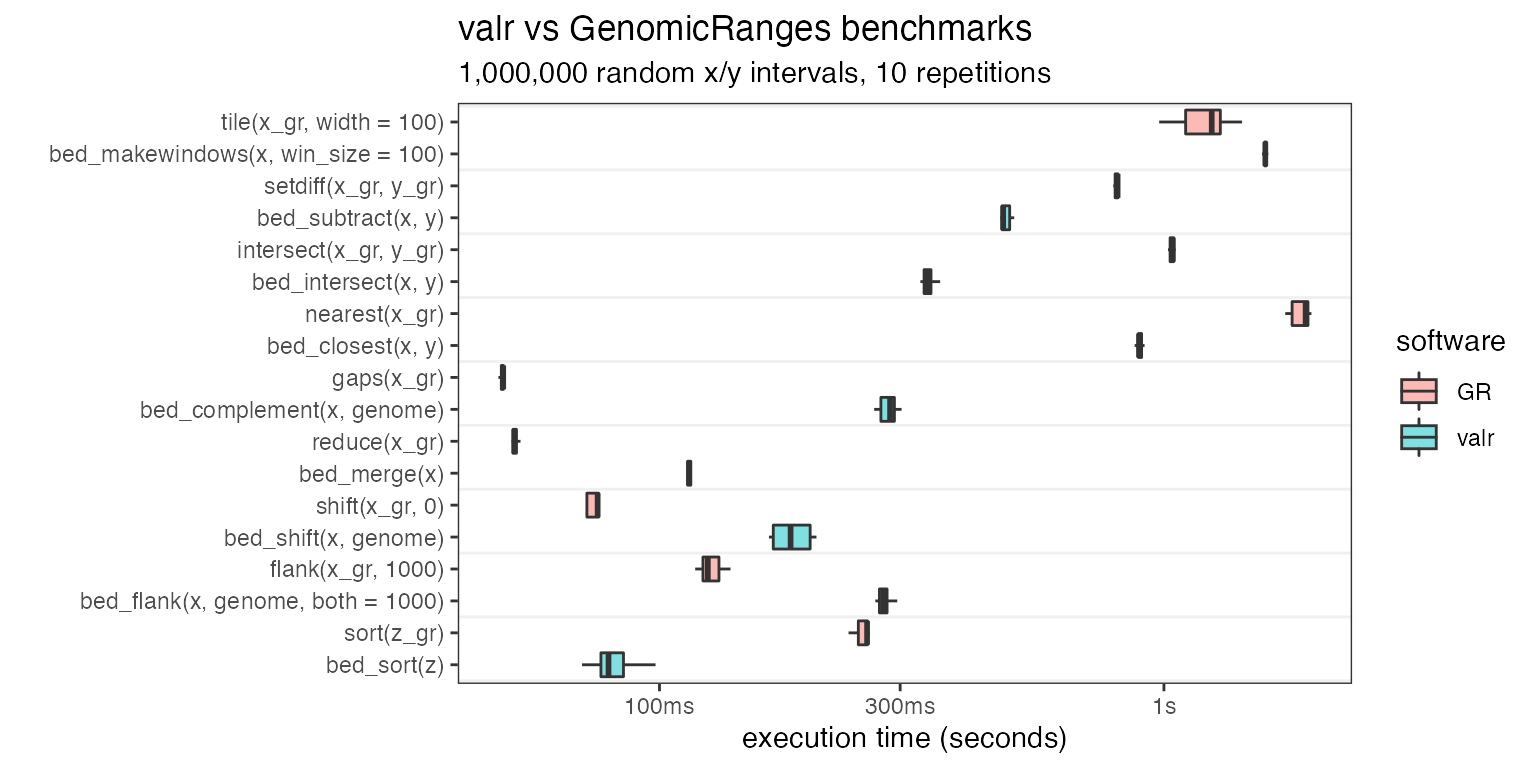 valr vs GenomicRanges benchmarks
1,000,000 random x/y intervals, 10 repetitions
tile(x_gr, width = 100)
bed_makewindows(x, win_size = 100)
setdiff(x_gr, y_gr)
bed_subtract(x, y)
intersect(x_gr, y_gr)
bed_intersect(x, y)
nearest(x_gr)
bed_closest(x, y)
gaps(x_gr)
bed_complement(x, genome)
reduce(x_gr)
bed_merge(x)
shift(x_gr, 0)
bed_shift(x, genome)
flank(x_gr, 1000)
bed_flank(x, genome, both = 1000)
sort(z_gr)
bed_sort(z)
100ms 300ms 1s
execution time (seconds)
software
GR
valr